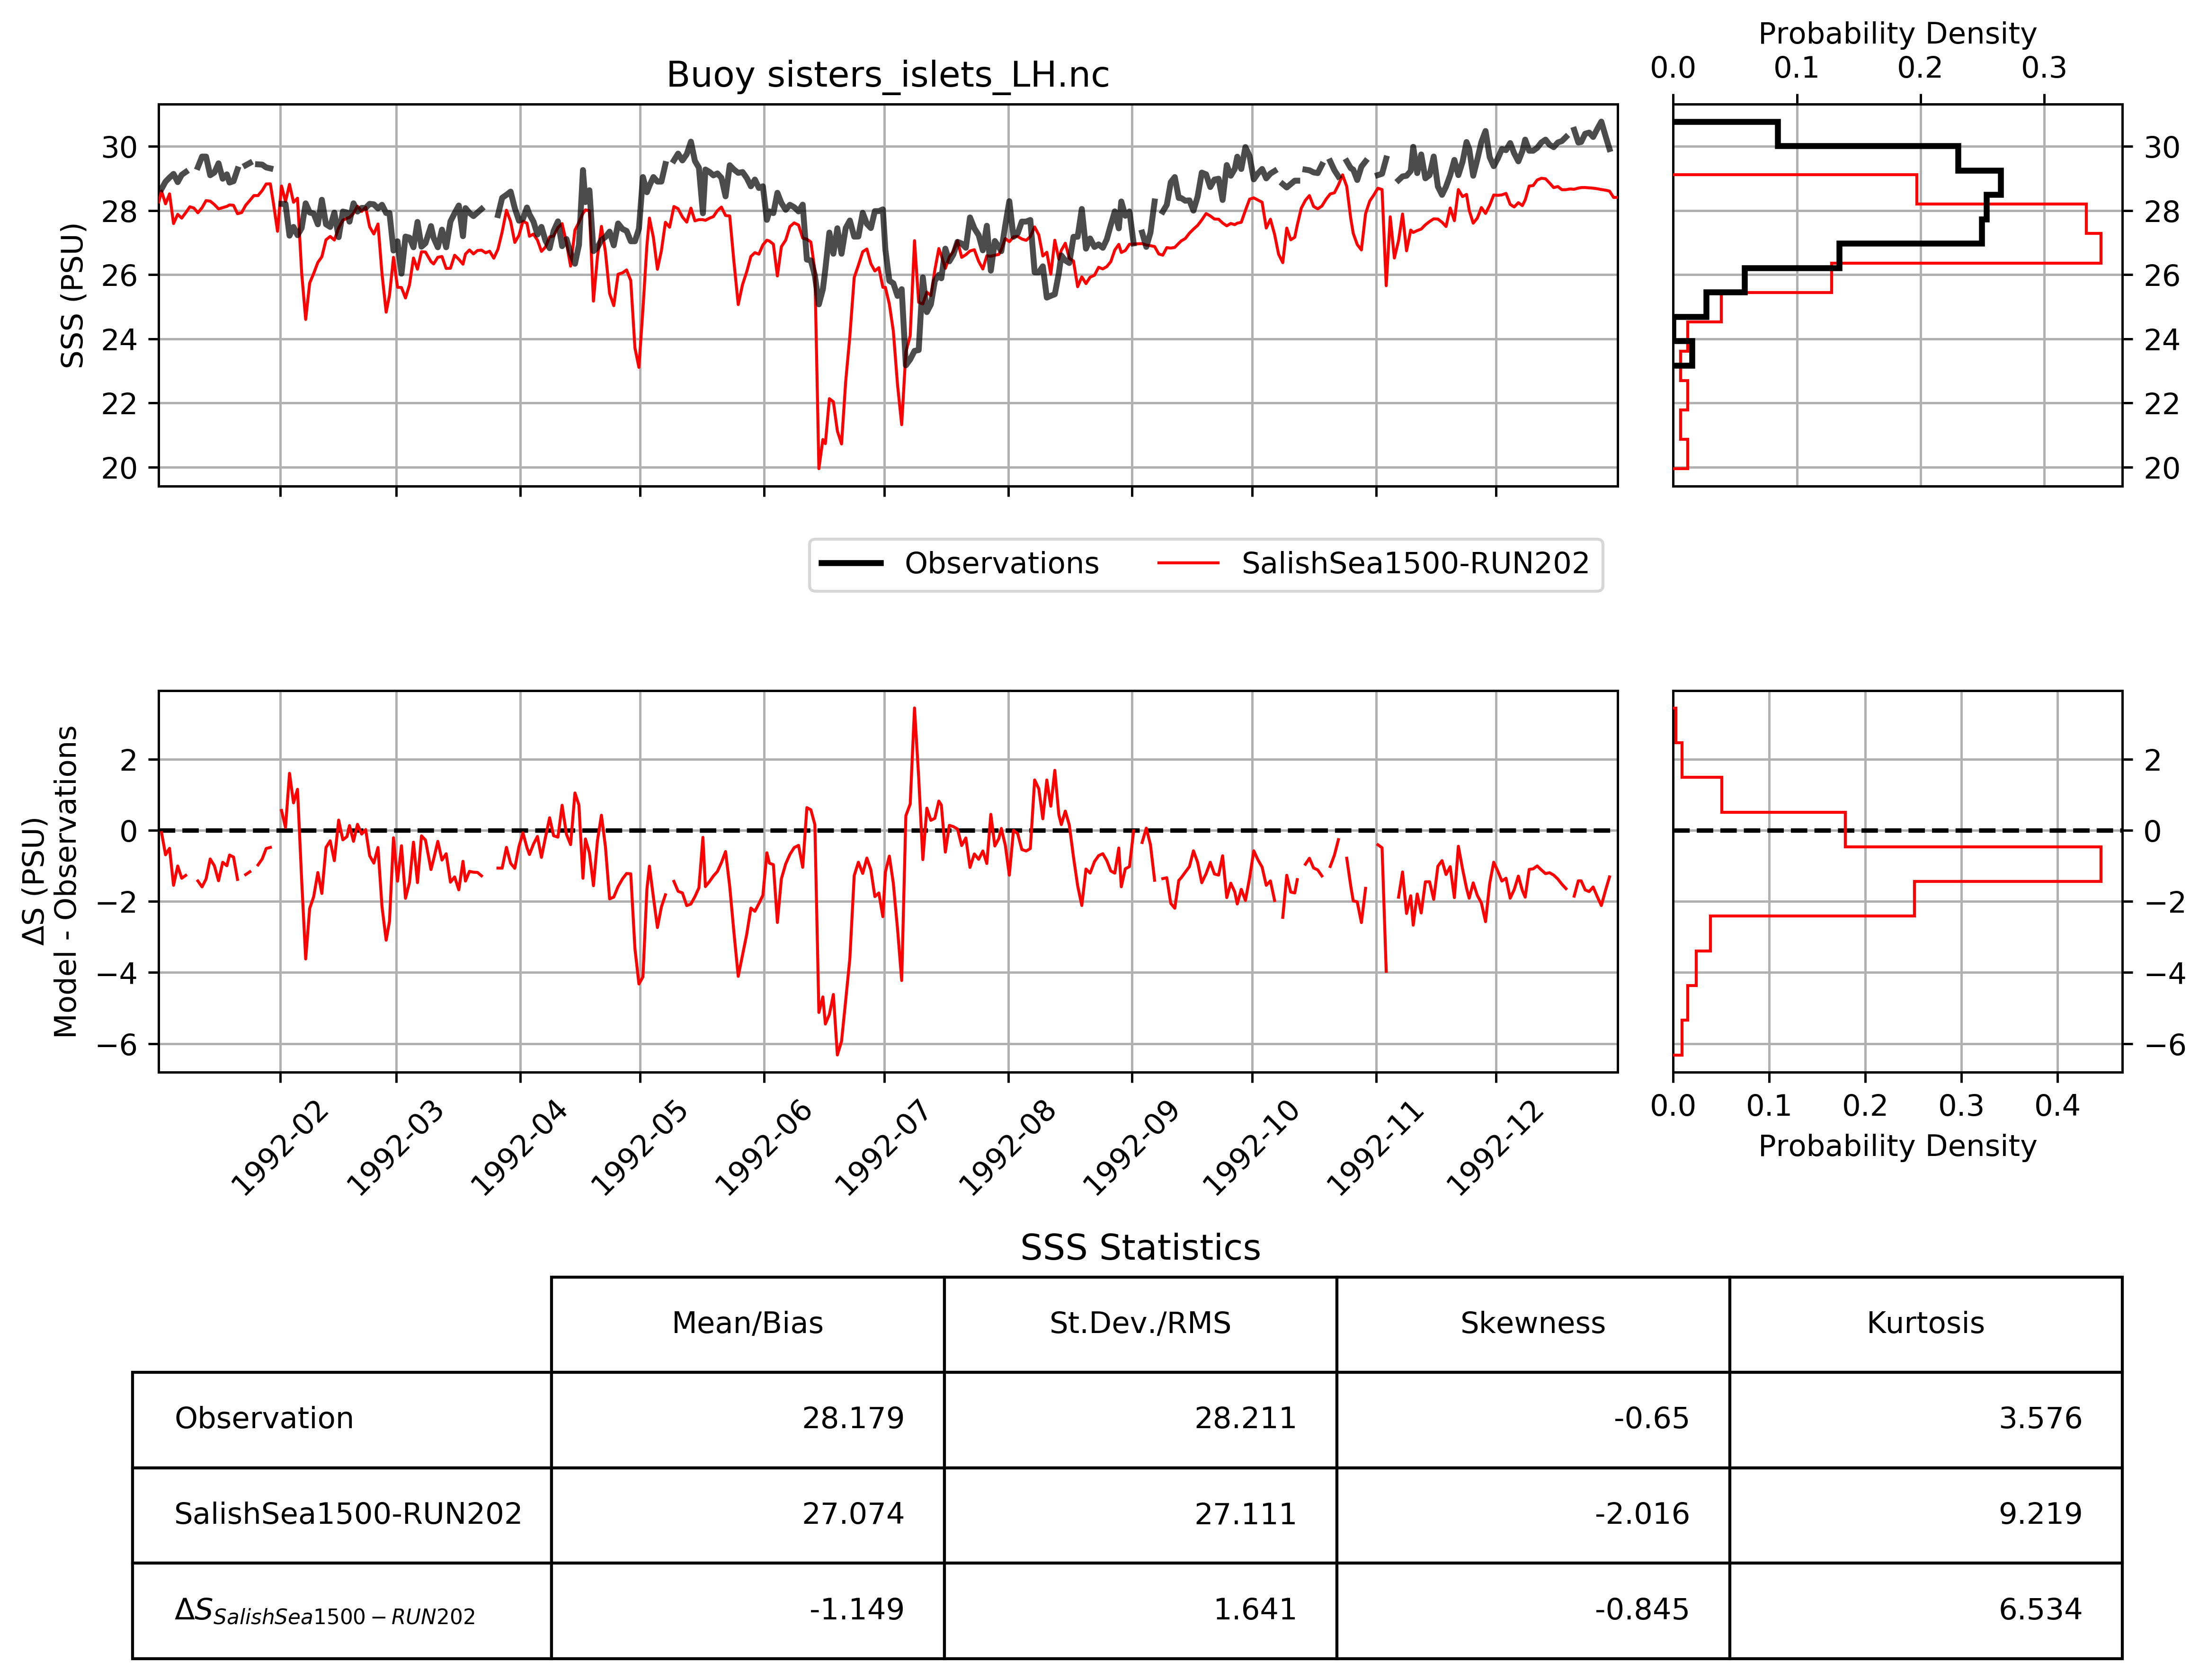 Probability Density
0.0 0.1 0.2 0.3
Buoy sisters_islets_LH.nc
SSS (PSU)
30
28
26
24
22
20
30
28
26
24
22
20
Observations SalishSea1500-RUN202
ΔS (PSU)
Model - Observations
2
0
−2
−4
−6
2
0
−2
−4
−6
1992-02 1992-03 1992-04 1992-05 1992-06 1992-07 1992-08 1992-09 1992-10 1992-11 1992-12
0.0 0.1 0.2 0.3 0.4
Probability Density
SSS Statistics
Mean/Bias St.Dev./RMS Skewness Kurtosis
Observation 28.179 28.211 -0.65 3.576
SalishSea1500-RUN202 27.074 27.111 -2.016 9.219
ΔS SalishSea1500−RUN202 -1.149 1.641 -0.845 6.534